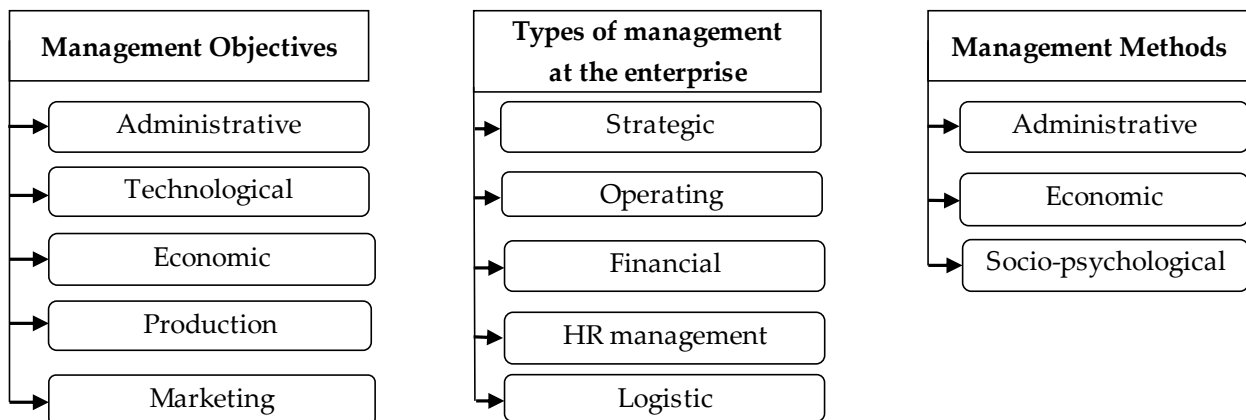 Management Objectives
Administrative
Technological
Economic
Production
Marketing
Types of management
at the enterprise
Strategic
Operating
Financial
HR management
Logistic
Management Methods
Administrative
Economic
Socio-psychological